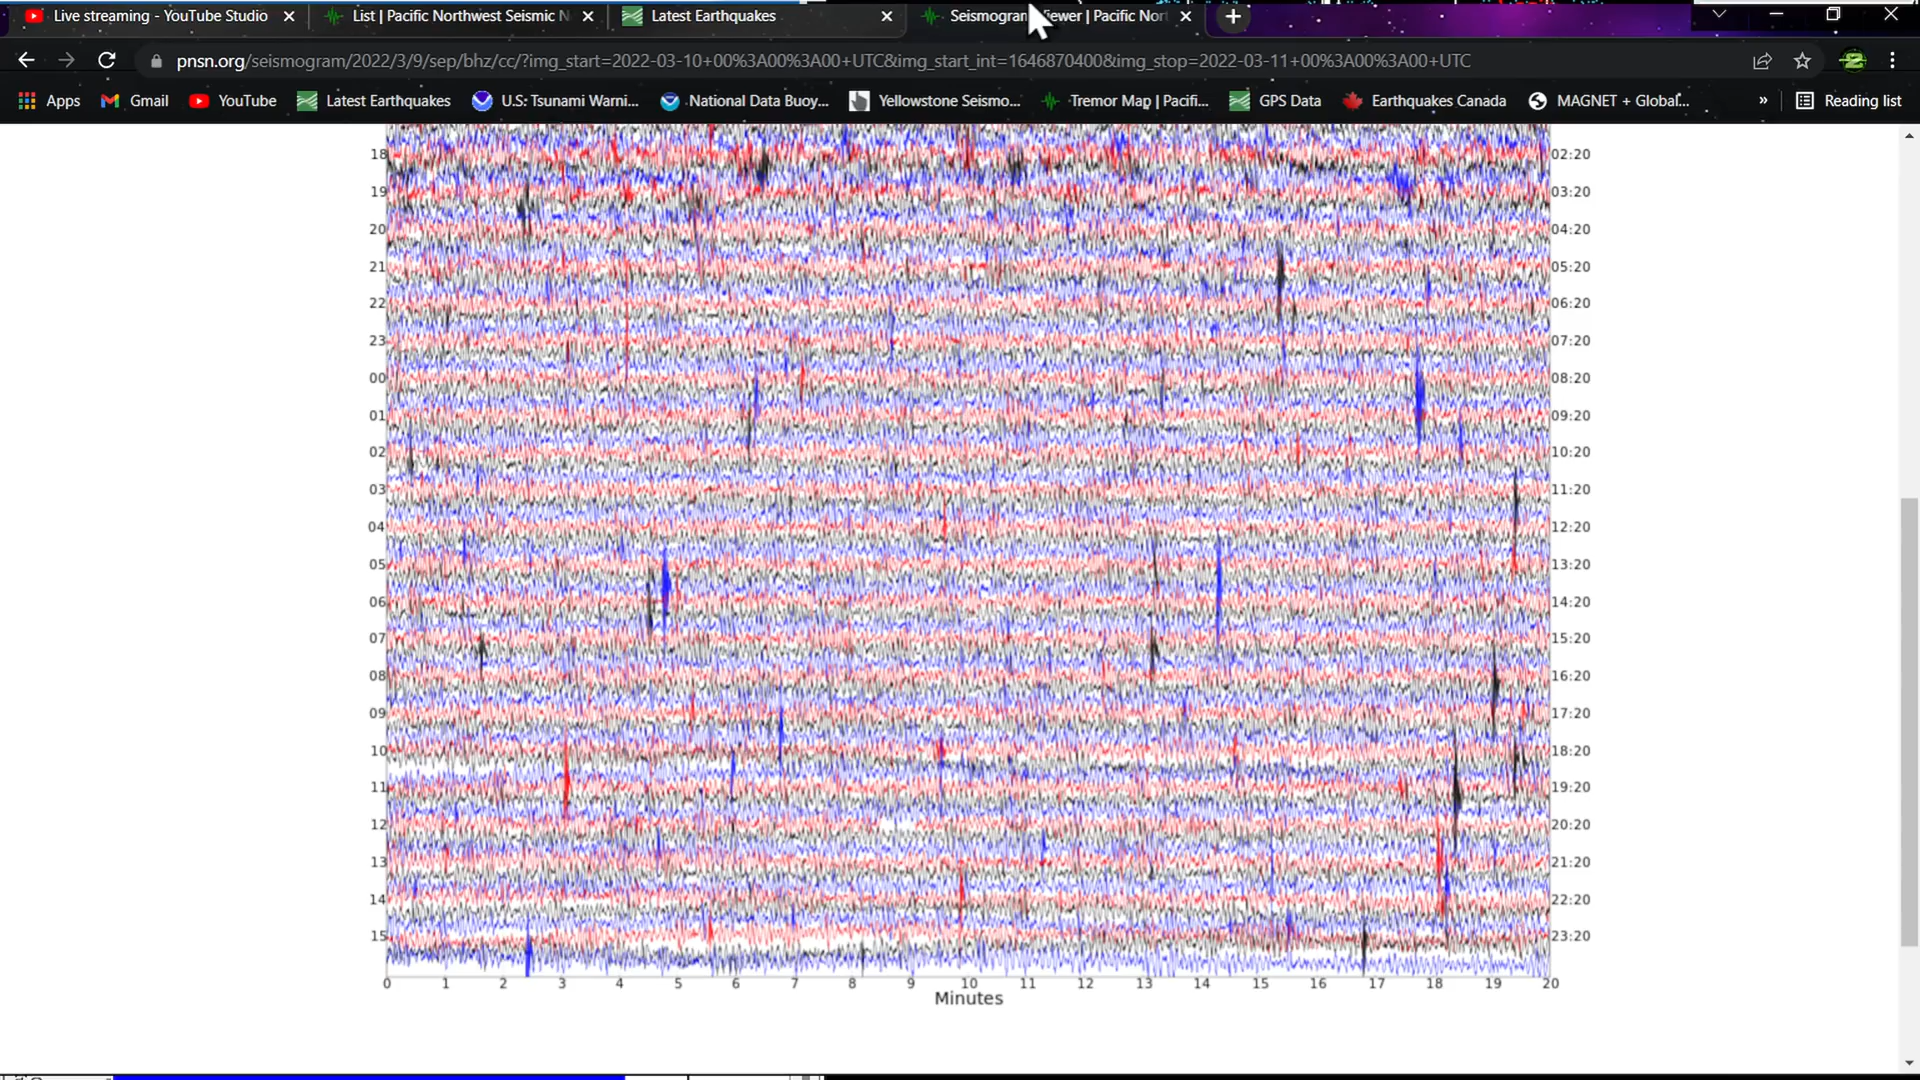 Live streaming - YouTube Studio
List | Pacific Northwest Seismic N
Latest Earthquakes
Seismogram Viewer | Pacific Nort
pnsn.org/seismogram/2022/3/9/sep/bhz/cc/?img_start=2022-03-10+00%3A00%3A00+UTC&img_start_int=1646870400&img_stop=2022-03-11+00%3A00%3A00+UTC
Apps Gmail YouTube Latest Earthquakes U.S. Tsunami Warni... National Data Buoy... Yellowstone Seismo... Tremor Map | Pacifi... GPS Data Earthquakes Canada MAGNET + Global... » Reading list
18 02:20
19 03:20
20 04:20
21 05:20
22 06:20
23 07:20
00 08:20
01 09:20
02 10:20
03 11:20
04 12:20
05 13:20
06 14:20
07 15:20
08 16:20
09 17:20
10 18:20
11 19:20
12 20:20
13 21:20
14 22:20
15 23:20
0 1 2 3 4 5 6 7 8 9 10 11 12 13 14 15 16 17 18 19 20
Minutes